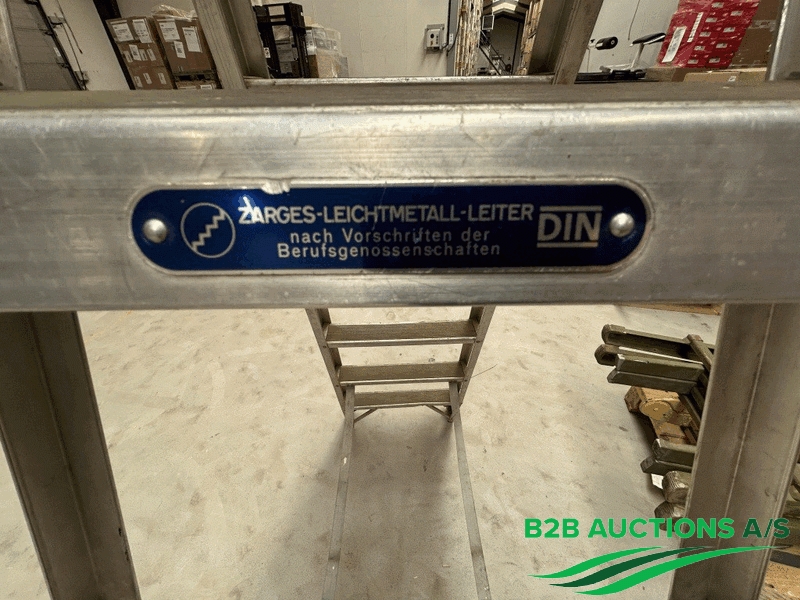 ZARGES-LEICHTMETALL-LEITER
nach Vorschriften der
Berufsgenossenschaften
DIN
B2B AUCTIONS A/S